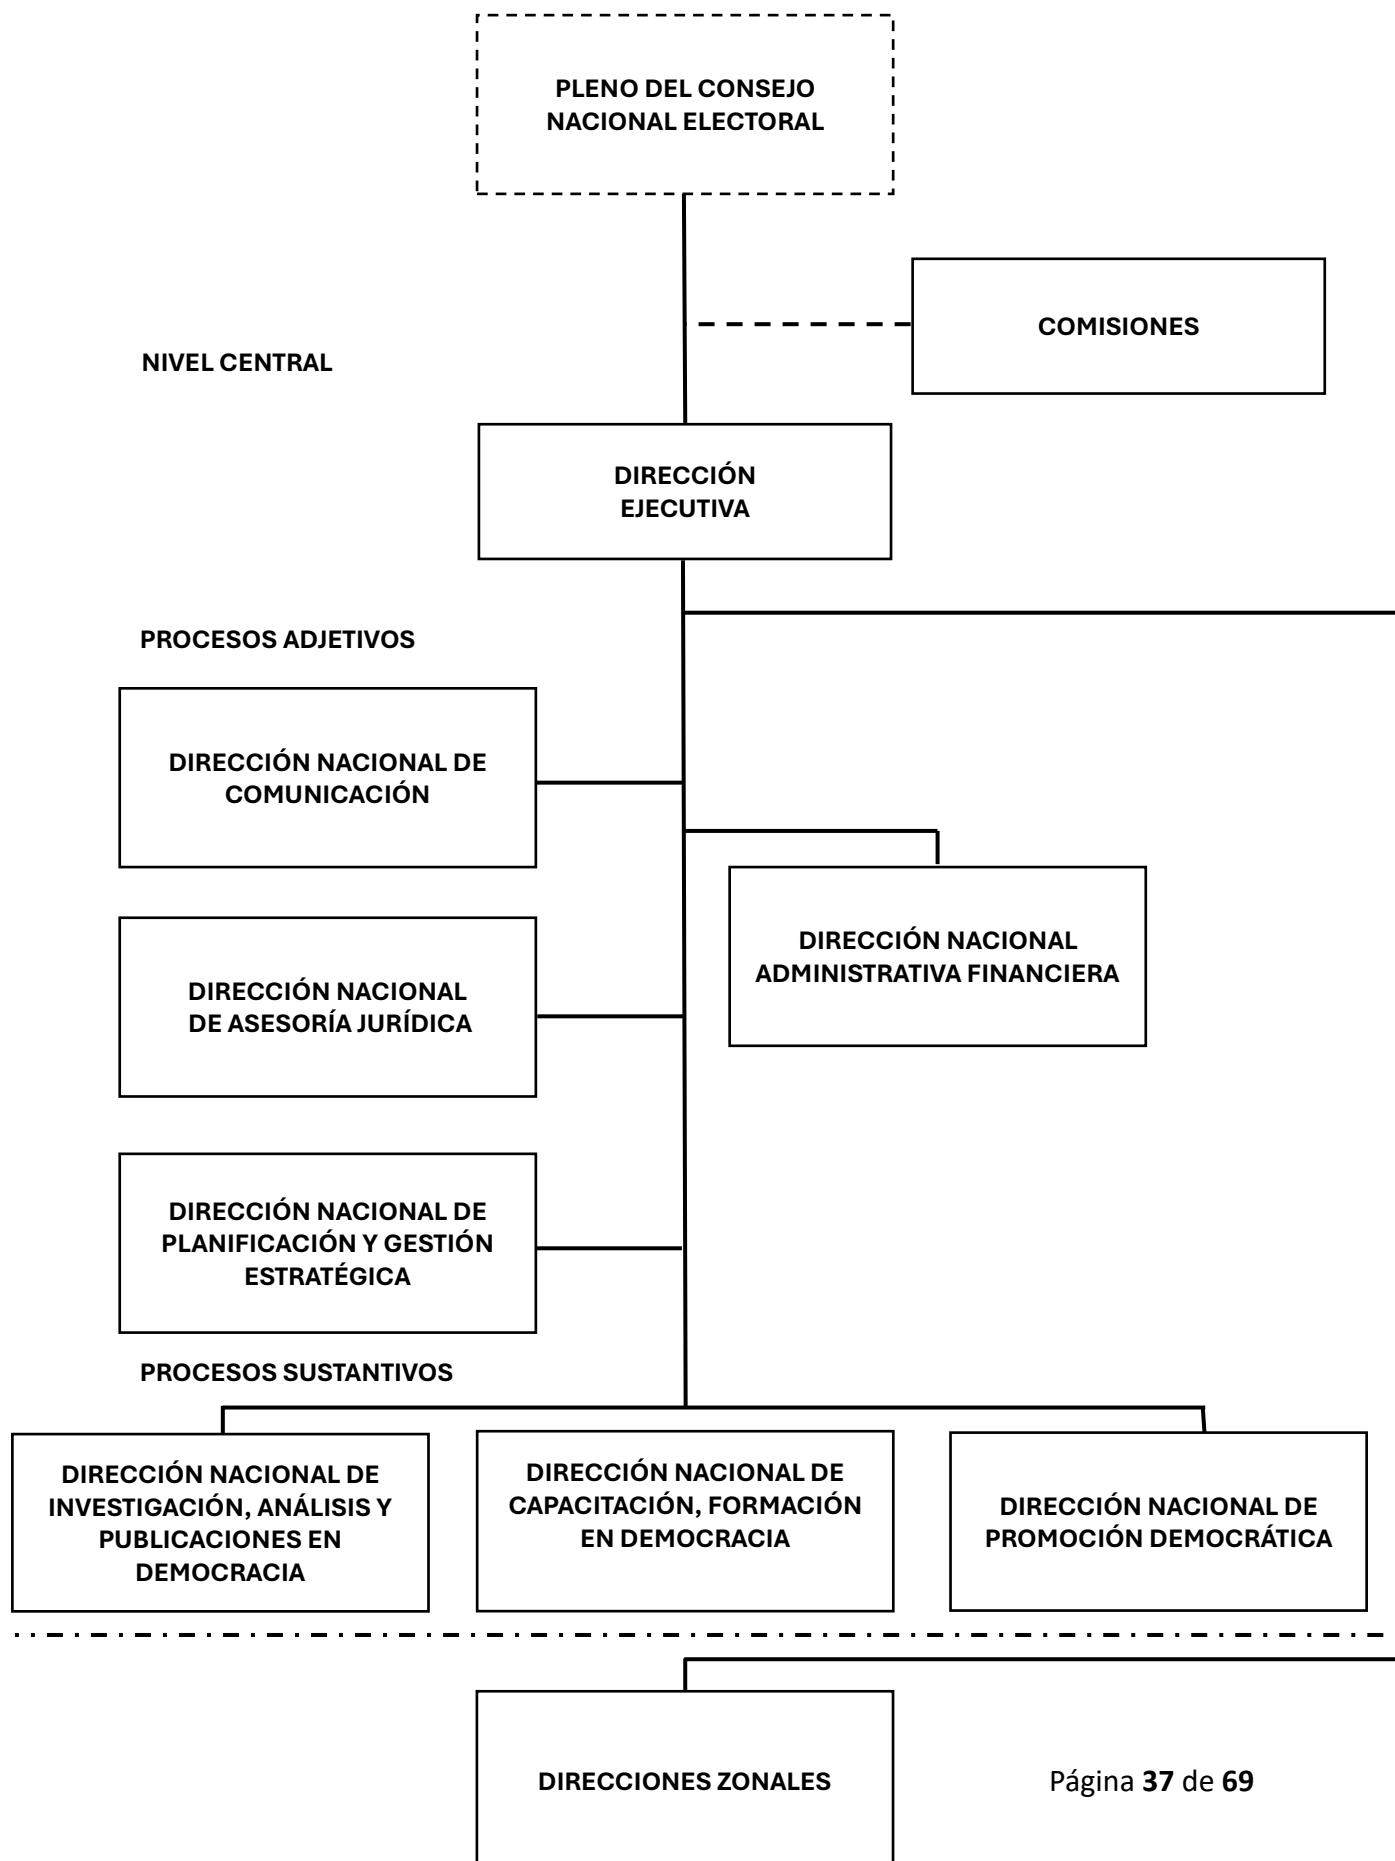 PLENO DEL CONSEJO
NACIONAL ELECTORAL
COMISIONES
NIVEL CENTRAL
DIRECCIÓN
EJECUTIVA
PROCESOS ADJETIVOS
DIRECCIÓN NACIONAL DE
COMUNICACIÓN
DIRECCIÓN NACIONAL
ADMINISTRATIVA FINANCIERA
DIRECCIÓN NACIONAL
DE ASESORÍA JURÍDICA
DIRECCIÓN NACIONAL DE
PLANIFICACIÓN Y GESTIÓN
ESTRATÉGICA
PROCESOS SUSTANTIVOS
DIRECCIÓN NACIONAL DE
INVESTIGACIÓN, ANÁLISIS Y
PUBLICACIONES EN
DEMOCRACIA
DIRECCIÓN NACIONAL DE
CAPACITACIÓN, FORMACIÓN
EN DEMOCRACIA
DIRECCIÓN NACIONAL DE
PROMOCIÓN DEMOCRÁTICA
DIRECCIONES ZONALES
Página 37 de 69